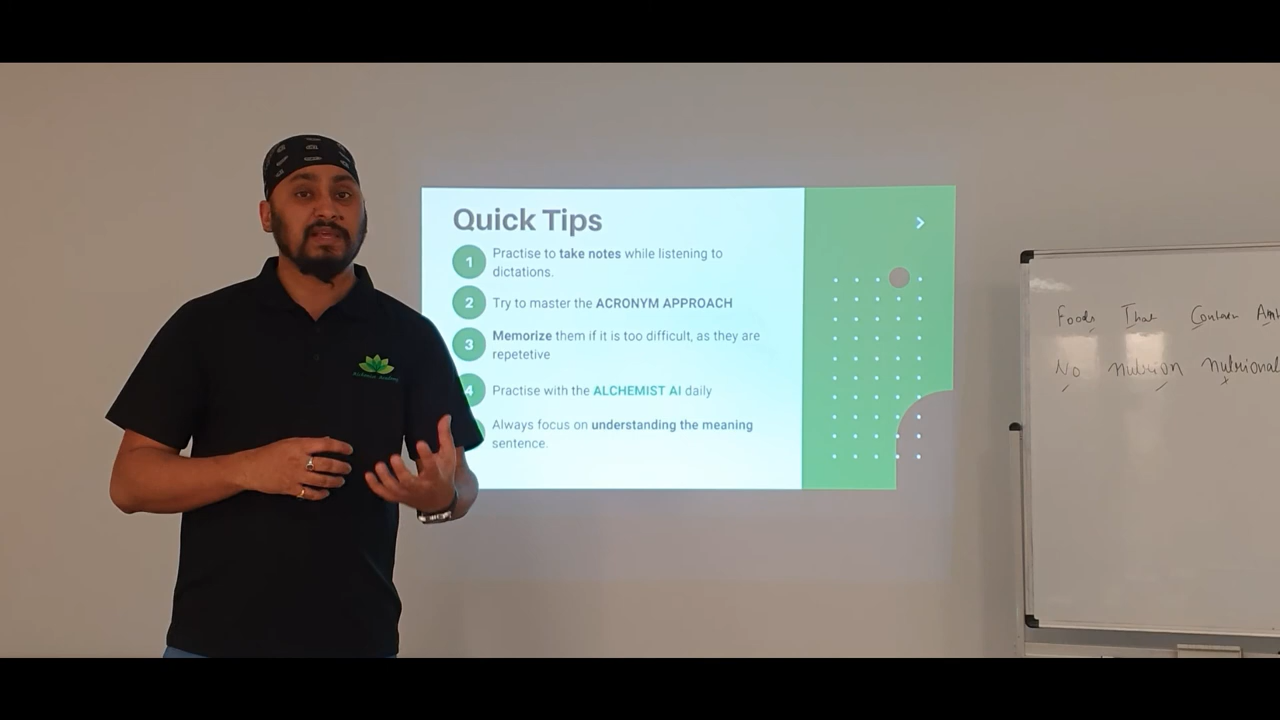 Quick Tips
1 Practise to take notes while listening to
dictations.
2 Try to master the ACRONYM APPROACH
3 Memorize them if it is too difficult, as they are
repetetive
4 Practise with the ALCHEMIST AI daily
Always focus on understanding the meaning
sentence.
Foods That Contain
No nutrion nutrional